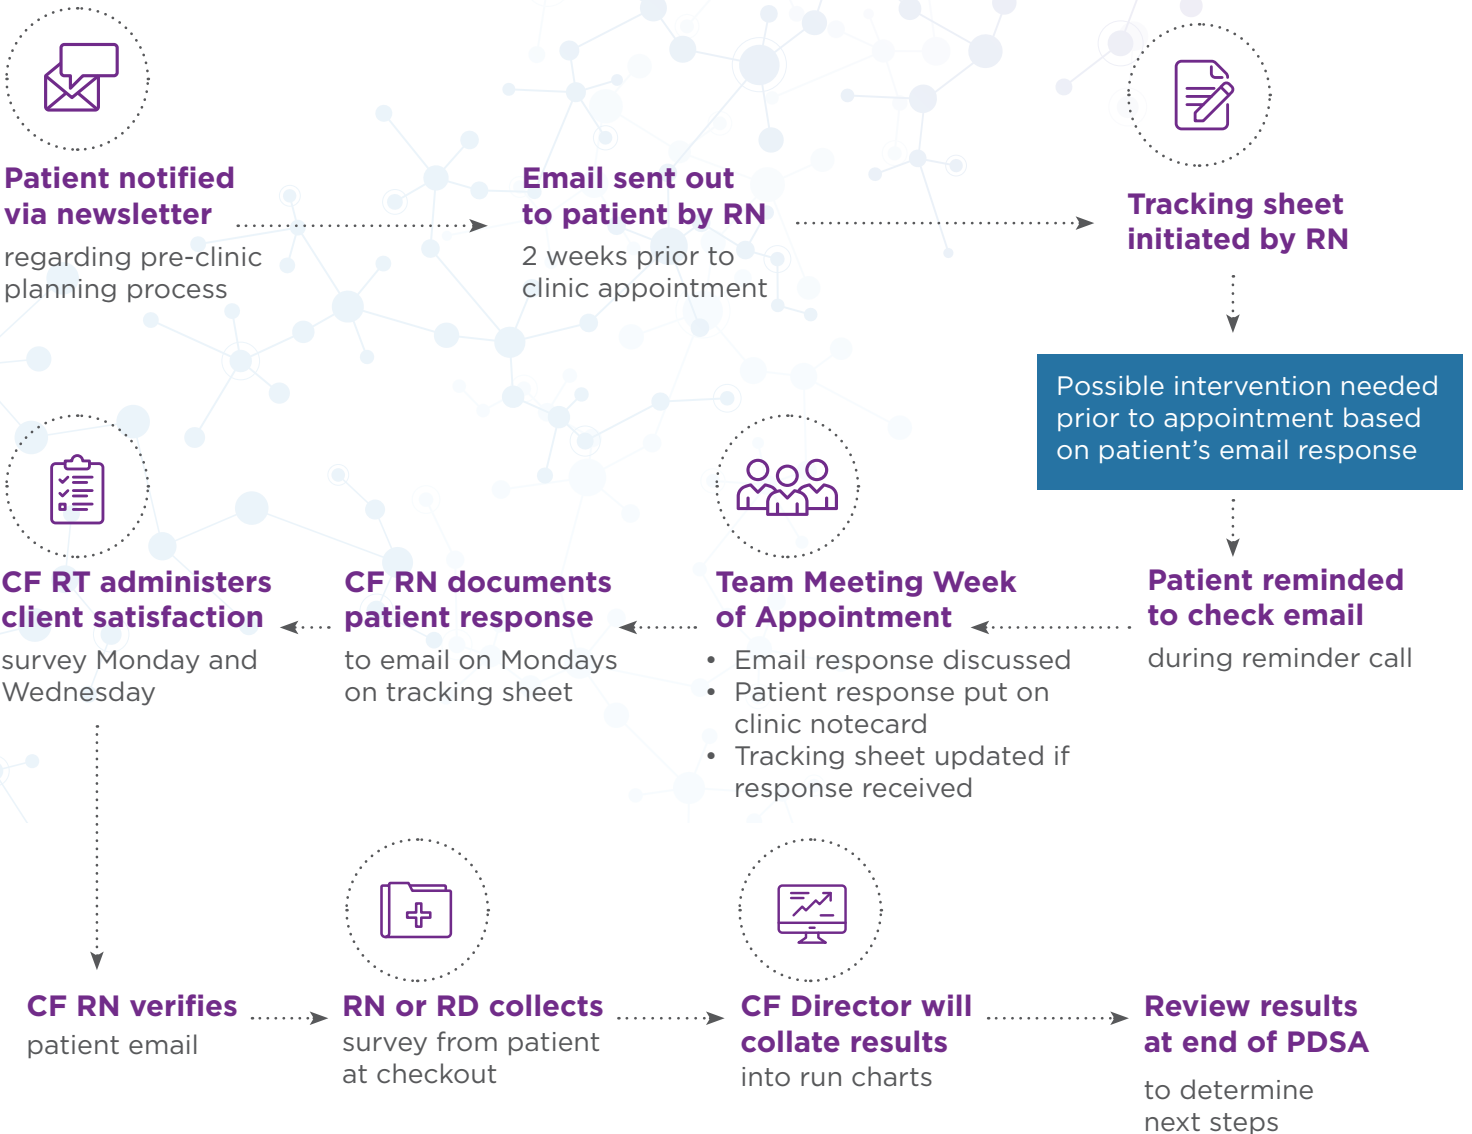 Patient notified
via newsletter
regarding pre-clinic
planning process
Email sent out
to patient by RN
2 weeks prior to
clinic appointment
Tracking sheet
initiated by RN
Possible intervention needed
prior to appointment based
on patient’s email response
Patient reminded
to check email
during reminder call
Team Meeting Week
of Appointment
• Email response discussed
• Patient response put on
clinic notecard
• Tracking sheet updated if
response received
CF RN documents
patient response
to email on Mondays
on tracking sheet
CF RT administers
client satisfaction
survey Monday and
Wednesday
CF RN verifies
patient email
RN or RD collects
survey from patient
at checkout
CF Director will
collate results
into run charts
Review results
at end of PDSA
to determine
next steps